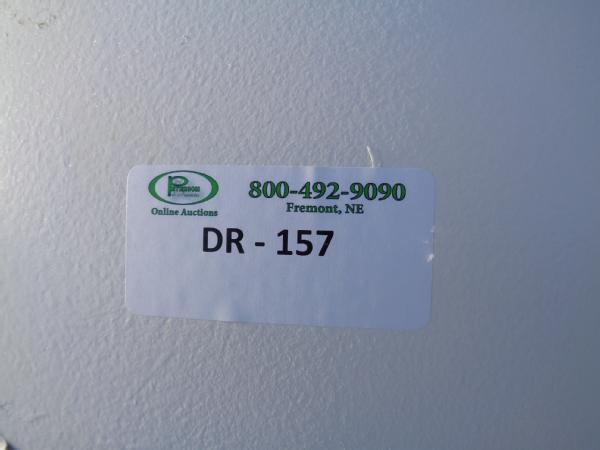 800-492-9090
Fremont, NE
Online Auctions
DR - 157